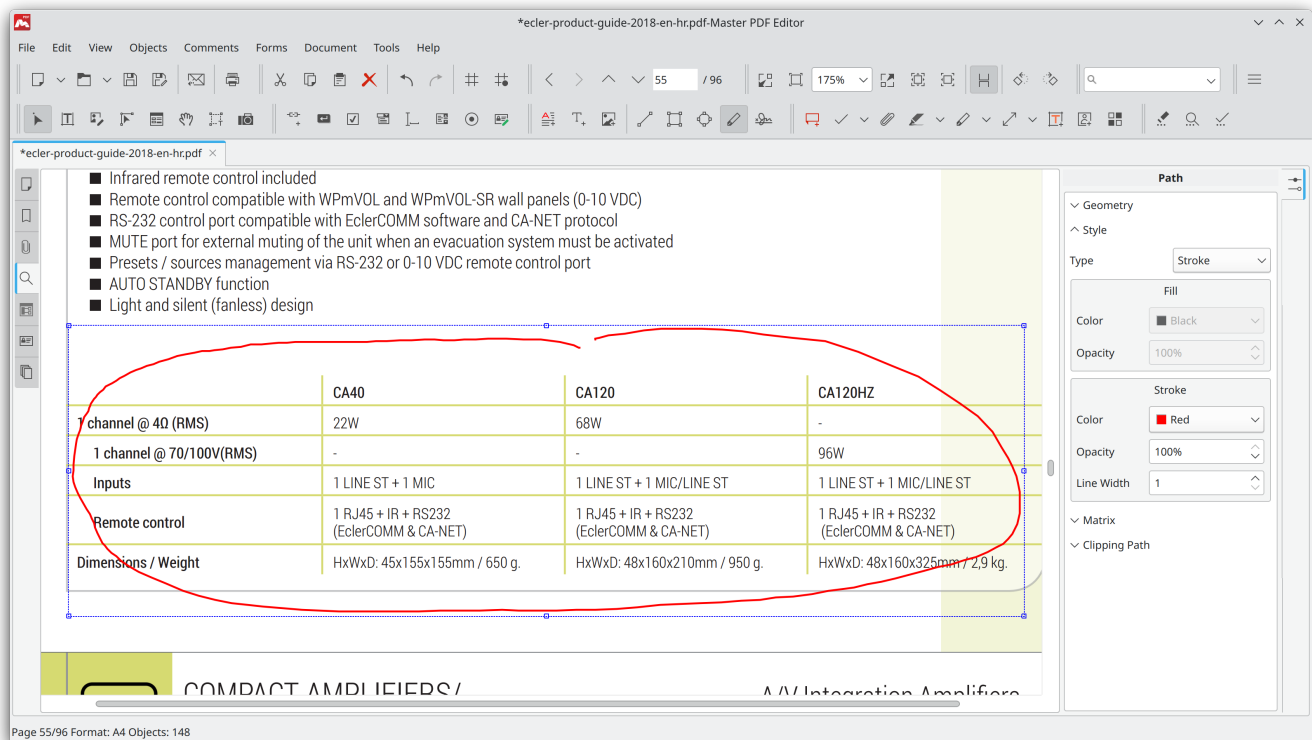 *ecler-product-guide-2018-en-hr.pdf-Master PDF Editor
File Edit View Objects Comments Forms Document Tools Help
55 / 96 175%
*ecler-product-guide-2018-en-hr.pdf
Infrared remote control included
Remote control compatible with WPmVOL and WPmVOL-SR wall panels (0-10 VDC)
RS-232 control port compatible with EclerCOMM software and CA-NET protocol
MUTE port for external muting of the unit when an evacuation system must be activated
Presets / sources management via RS-232 or 0-10 VDC remote control port
AUTO STANDBY function
Light and silent (fanless) design
CA40 CA120 CA120HZ
1 channel @ 4Ω (RMS) 22W 68W -
1 channel @ 70/100V(RMS) - - 96W
Inputs 1 LINE ST + 1 MIC 1 LINE ST + 1 MIC/LINE ST 1 LINE ST + 1 MIC/LINE ST
Remote control 1 RJ45 + IR + RS232 1 RJ45 + IR + RS232 1 RJ45 + IR + RS232
(EclerCOMM & CA-NET) (EclerCOMM & CA-NET) (EclerCOMM & CA-NET)
Dimensions / Weight HxWxD: 45x155x155mm / 650 g. HxWxD: 48x160x210mm / 950 g. HxWxD: 48x160x325mm / 2,9 kg.
COMPACT AMPLIFIERS/ A/V Integration Amplifiers
Path
Geometry
Style
Type Stroke
Fill
Color Black
Opacity 100%
Stroke
Color Red
Opacity 100%
Line Width 1
Matrix
Clipping Path
Page 55/96 Format: A4 Objects: 148